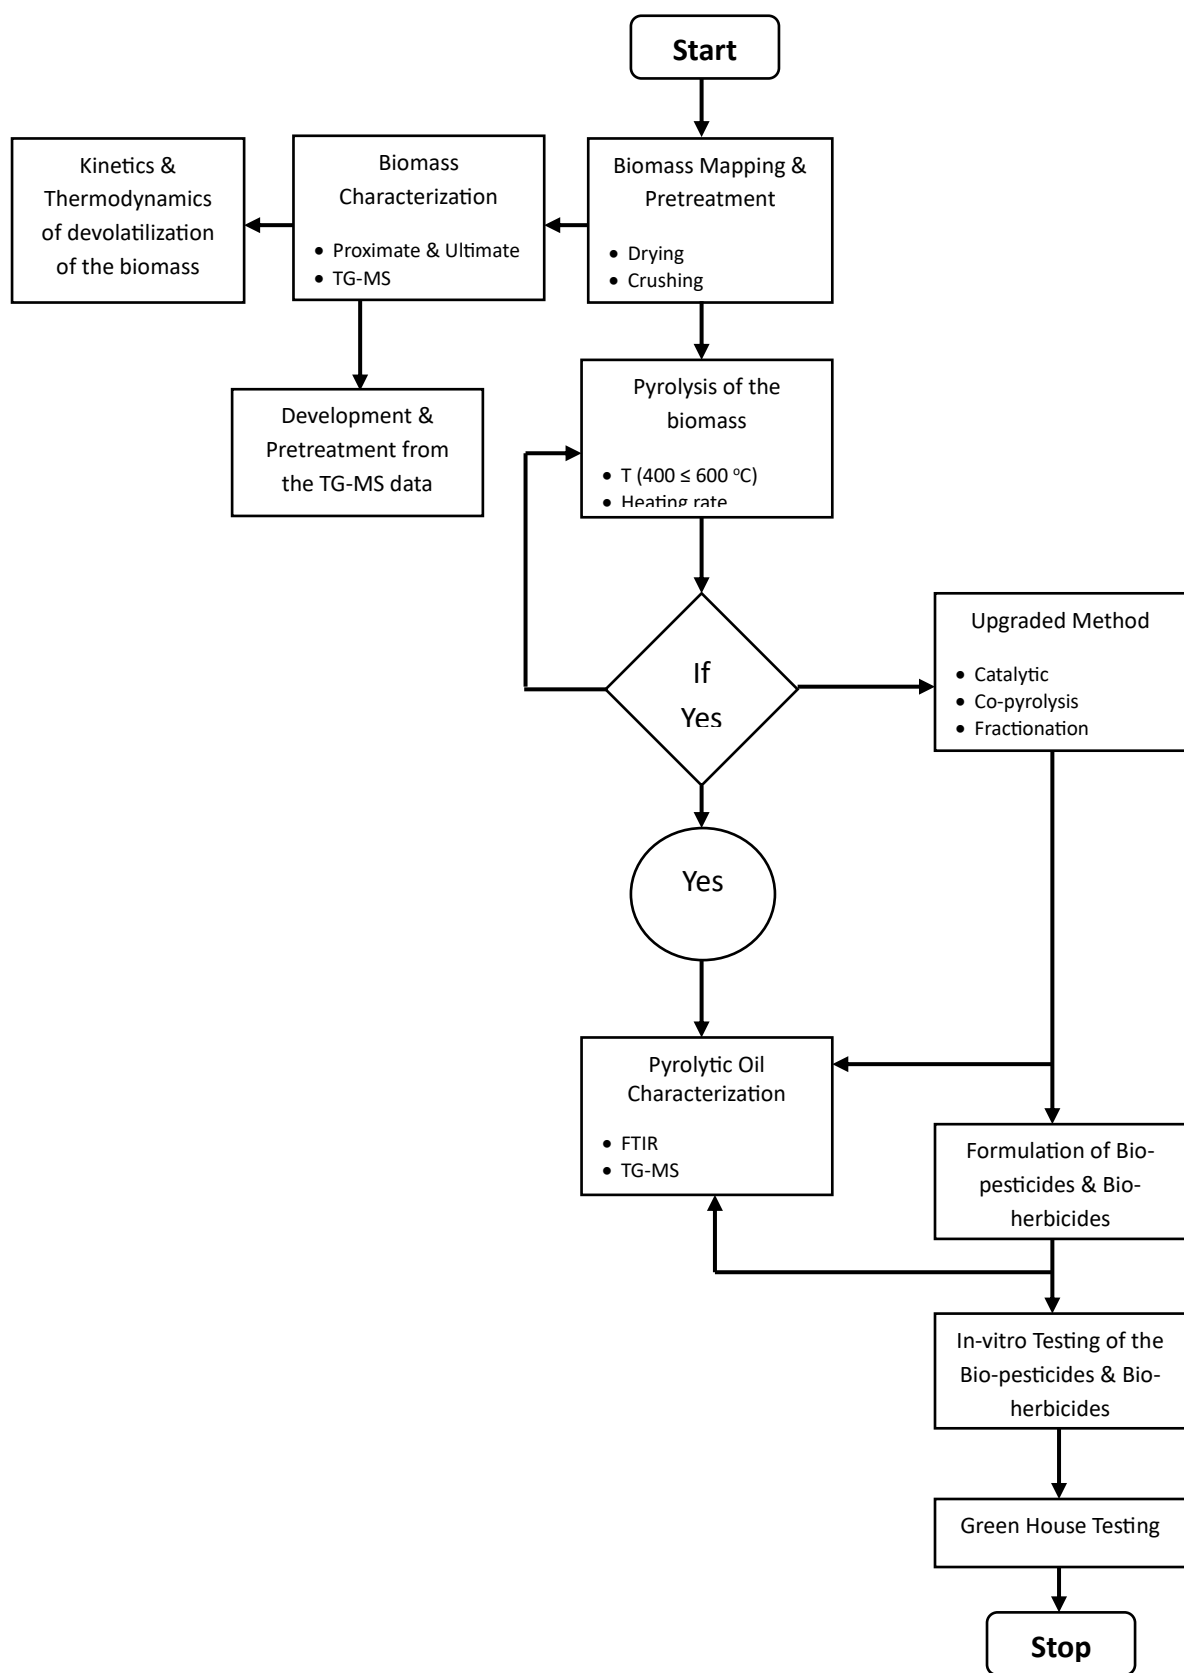 Start
Kinetics &
Thermodynamics
of devolatilization
of the biomass
Biomass
Characterization
• Proximate & Ultimate
• TG-MS
Biomass Mapping &
Pretreatment
• Drying
• Crushing
Development &
Pretreatment from
the TG-MS data
Pyrolysis of the
biomass
• T (400 ≤ 600 °C)
• Heating rate
If
Yes
Upgraded Method
• Catalytic
• Co-pyrolysis
• Fractionation
Yes
Pyrolytic Oil
Characterization
• FTIR
• TG-MS
Formulation of Bio-
pesticides & Bio-
herbicides
In-vitro Testing of the
Bio-pesticides & Bio-
herbicides
Green House Testing
Stop